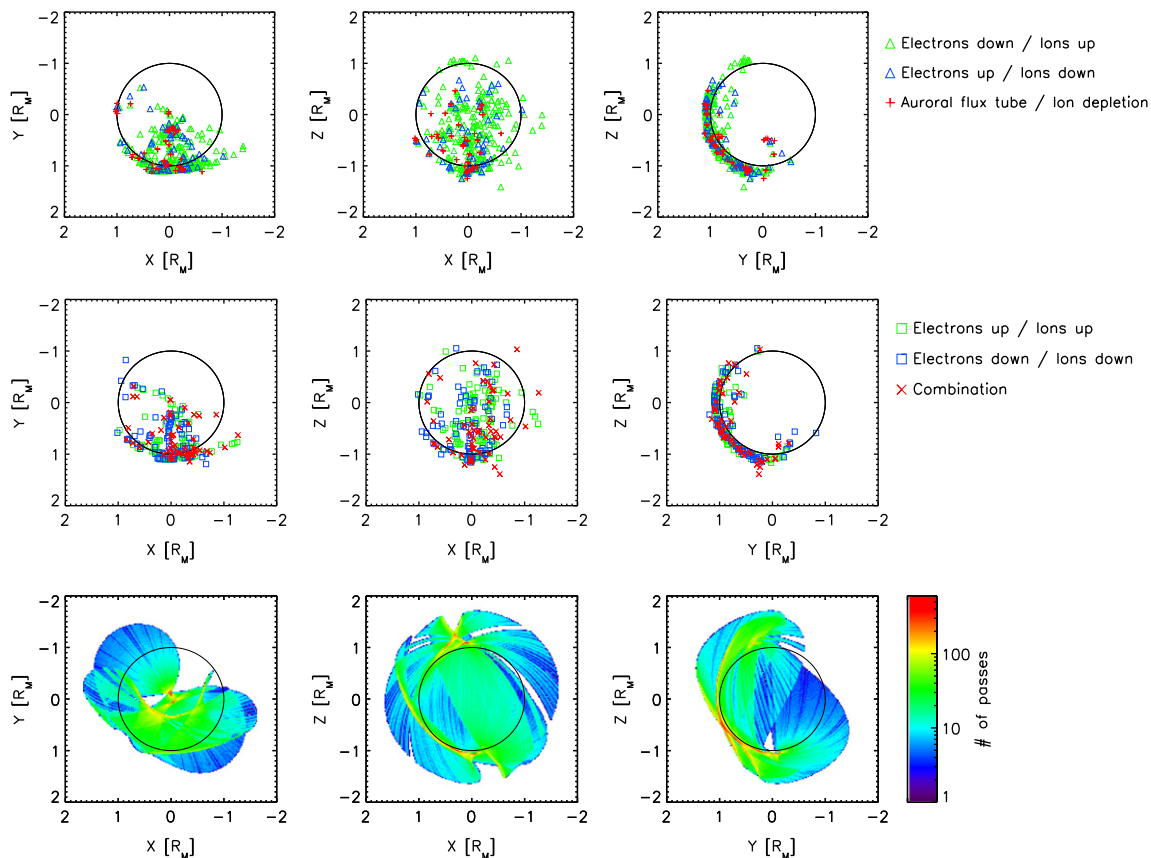 -2
-1
0
1
2
Y [R_M]
2 1 0 -1 -2
X [R_M]
2
1
0
-1
-2
Z [R_M]
2 1 0 -1 -2
X [R_M]
2
1
0
-1
-2
Z [R_M]
2 1 0 -1 -2
Y [R_M]
Electrons down / Ions up
Electrons up / Ions down
Auroral flux tube / Ion depletion
-2
-1
0
1
2
Y [R_M]
2 1 0 -1 -2
X [R_M]
2
1
0
-1
-2
Z [R_M]
2 1 0 -1 -2
X [R_M]
2
1
0
-1
-2
Z [R_M]
2 1 0 -1 -2
Y [R_M]
Electrons up / Ions up
Electrons down / Ions down
Combination
-2
-1
0
1
2
Y [R_M]
2 1 0 -1 -2
X [R_M]
2
1
0
-1
-2
Z [R_M]
2 1 0 -1 -2
X [R_M]
2
1
0
-1
-2
Z [R_M]
2 1 0 -1 -2
Y [R_M]
100
10
1
# of passes